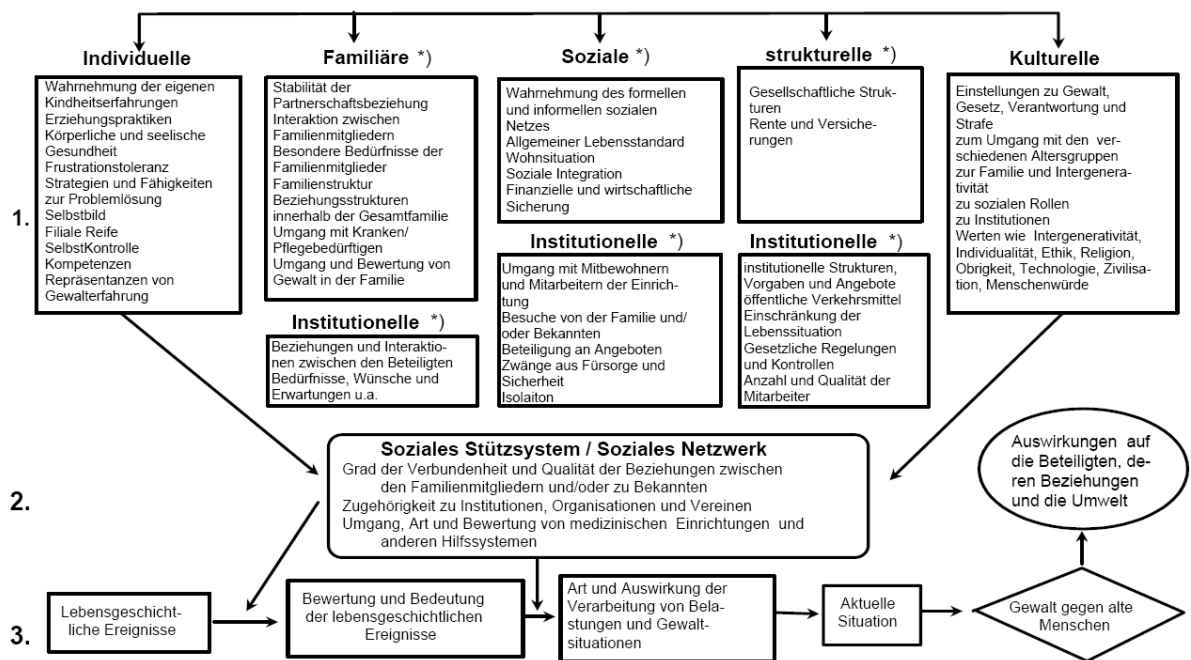 Individuelle
Wahrnehmung der eigenen
Kindheitserfahrungen
Erziehungspraktiken
Körperliche und seelische
Gesundheit
Frustrationstoleranz
Strategien und Fähigkeiten
zur Problemlösung
Selbstbild
Filiale Reife
SelbstKontrolle
Kompetenzen
Repräsentanzen von
Gewalterfahrung
Familiäre *)
Stabilität der
Partnerschaftsbeziehung
Interaktion zwischen
Familienmitgliedern
Besondere Bedürfnisse der
Familienmitglieder
Familienstruktur
Beziehungsstrukturen
innerhalb der Gesamtfamilie
Umgang mit Kranken/
Pflegebedürftigen
Umgang und Bewertung von
Gewalt in der Familie
Institutionelle *)
Beziehungen und Interaktio-
onen zwischen den Beteiligten
Bedürfnisse, Wünsche und
Erwartungen u.a.
Soziale *)
Wahrnehmung des formellen
und informellen sozialen
Netzes
Allgemeiner Lebensstandard
Wohnsituation
Soziale Integration
Finanzielle und wirtschaftliche
Sicherung
Institutionelle *)
Umgang mit Mitbewohnern
und Mitarbeitern der Einrich-
tung
Besuche von der Familie und/
oder Bekannten
Beteiligung an Angeboten
Zwänge aus Fürsorge und
Sicherheit
Isolaiton
strukturelle *)
Gesellschaftliche Struk-
turen
Rente und Versiche-
rungen
Institutionelle *)
institutionelle Strukturen,
Vorgaben und Angebote
öffentliche Verkehrsmittel
Einschränkung der
Lebenssituation
Gesetzliche Regelungen
und Kontrollen
Anzahl und Qualität der
Mitarbeiter
Kulturelle
Einstellungen zu Gewalt,
Gesetz, Verantwortung und
Strafe
zum Umgang mit den ver-
schiedenen Altersgruppen
zur Familie und Intergenera-
tivität
zu sozialen Rollen
zu Institutionen
Werten wie Intergenerativität,
Individualität, Ethik, Religion,
Obrigkeit, Technologie, Zivilisa-
tion, Menschenwürde
1.
2.
Soziales Stützsystem / Soziales Netzwerk
Grad der Verbundenheit und Qualität der Beziehungen zwischen
den Familienmitgliedern und/oder zu Bekannten
Zugehörigkeit zu Institutionen, Organisationen und Vereinen
Umgang, Art und Bewertung von medizinischen Einrichtungen und
anderen Hilfssystemen
Auswirkungen auf
die Beteiligten, de-
ren Beziehungen
und die Umwelt
3.
Lebensgeschicht-
liche Ereignisse
Bewertung und Bedeutung
der lebensgeschichtlichen
Ereignisse
Art und Auswirkung der
Verarbeitung von Bela-
stungen und Gewalt-
situationen
Aktuelle
Situation
Gewalt gegen alte
Menschen